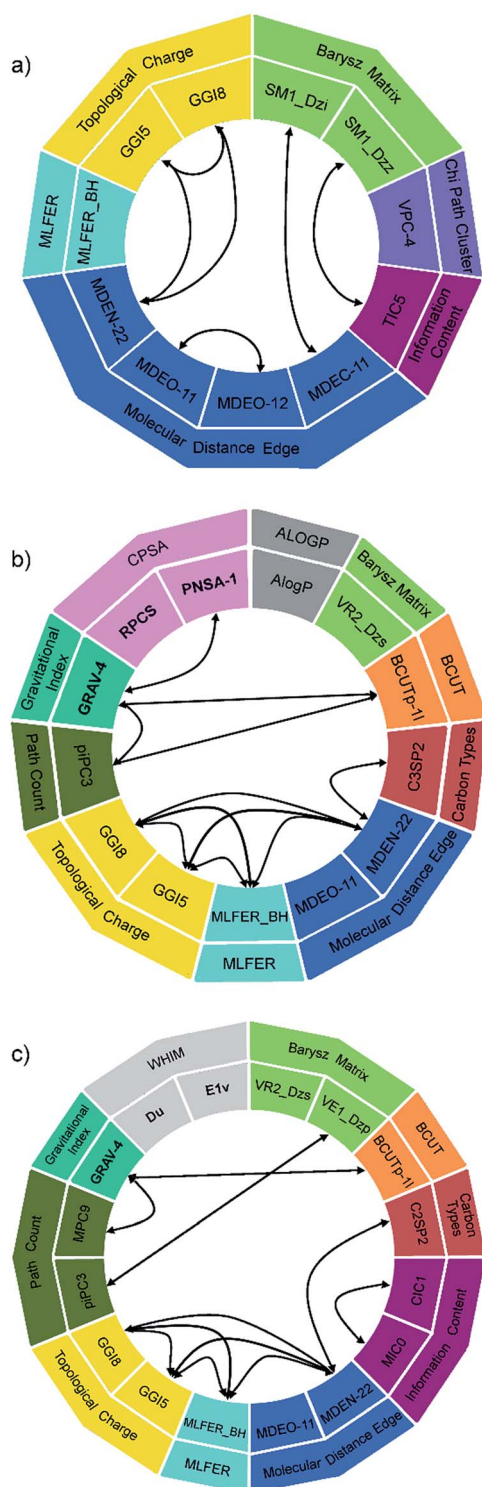 a)
Topological Charge
Barysz Matrix
GGI5
GGI8
SM1_Dzi
SM1_Dzz
MLFER
MLFER_BH
VPC-4
Chi Path Cluster
TIC5
Information
Content
MDEN-22
MDEO-11
MDEO-12
MDEC-11
Molecular Distance Edge
b)
CPSA
ALOGP
Barysz Matrix
RPCS
PNSA-1
AlogP
VR2_Dzs
Gravitational
Index
GRAV-4
BCUTp-1l
BCUT
Path Count
piPC3
C3SP2
Carbon Types
GGI8
GGI5
MLFER_BH
MDEO-11
MDEN-22
Topological Charge
MLFER
Molecular Distance Edge
c)
WHIM
Barysz Matrix
Du
E1v
VR2_Dzs
VE1_Dzp
Gravitational
Index
GRAV-4
BCUTp-1l
BCUT
Path Count
MPC9
C2SP2
Carbon
Types
piPC3
CIC1
MIC0
Information Content
GGI8
GGI5
MLFER_BH
MDEO-11
MDEN-22
Topological Charge
MLFER
Molecular Distance Edge